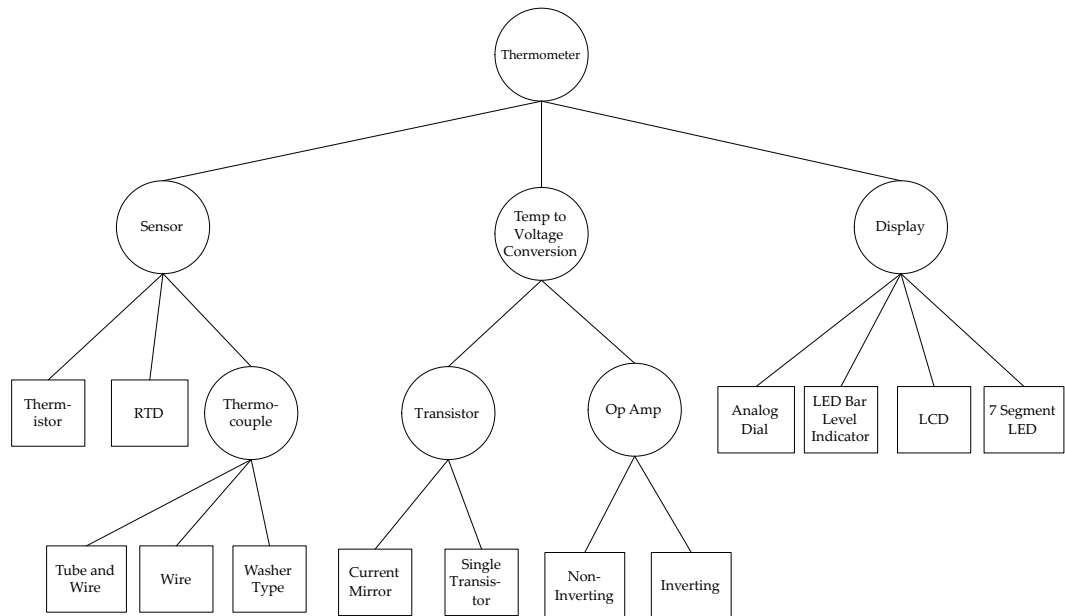 Thermometer
Sensor
Temp to
Voltage
Conversion
Display
Therm-
istor
RTD
Thermo-
couple
Transistor
Op Amp
Analog
Dial
LED Bar
Level
Indicator
LCD
7 Segment
LED
Tube and
Wire
Wire
Washer
Type
Current
Mirror
Single
Transis-
tor
Non-
Inverting
Inverting